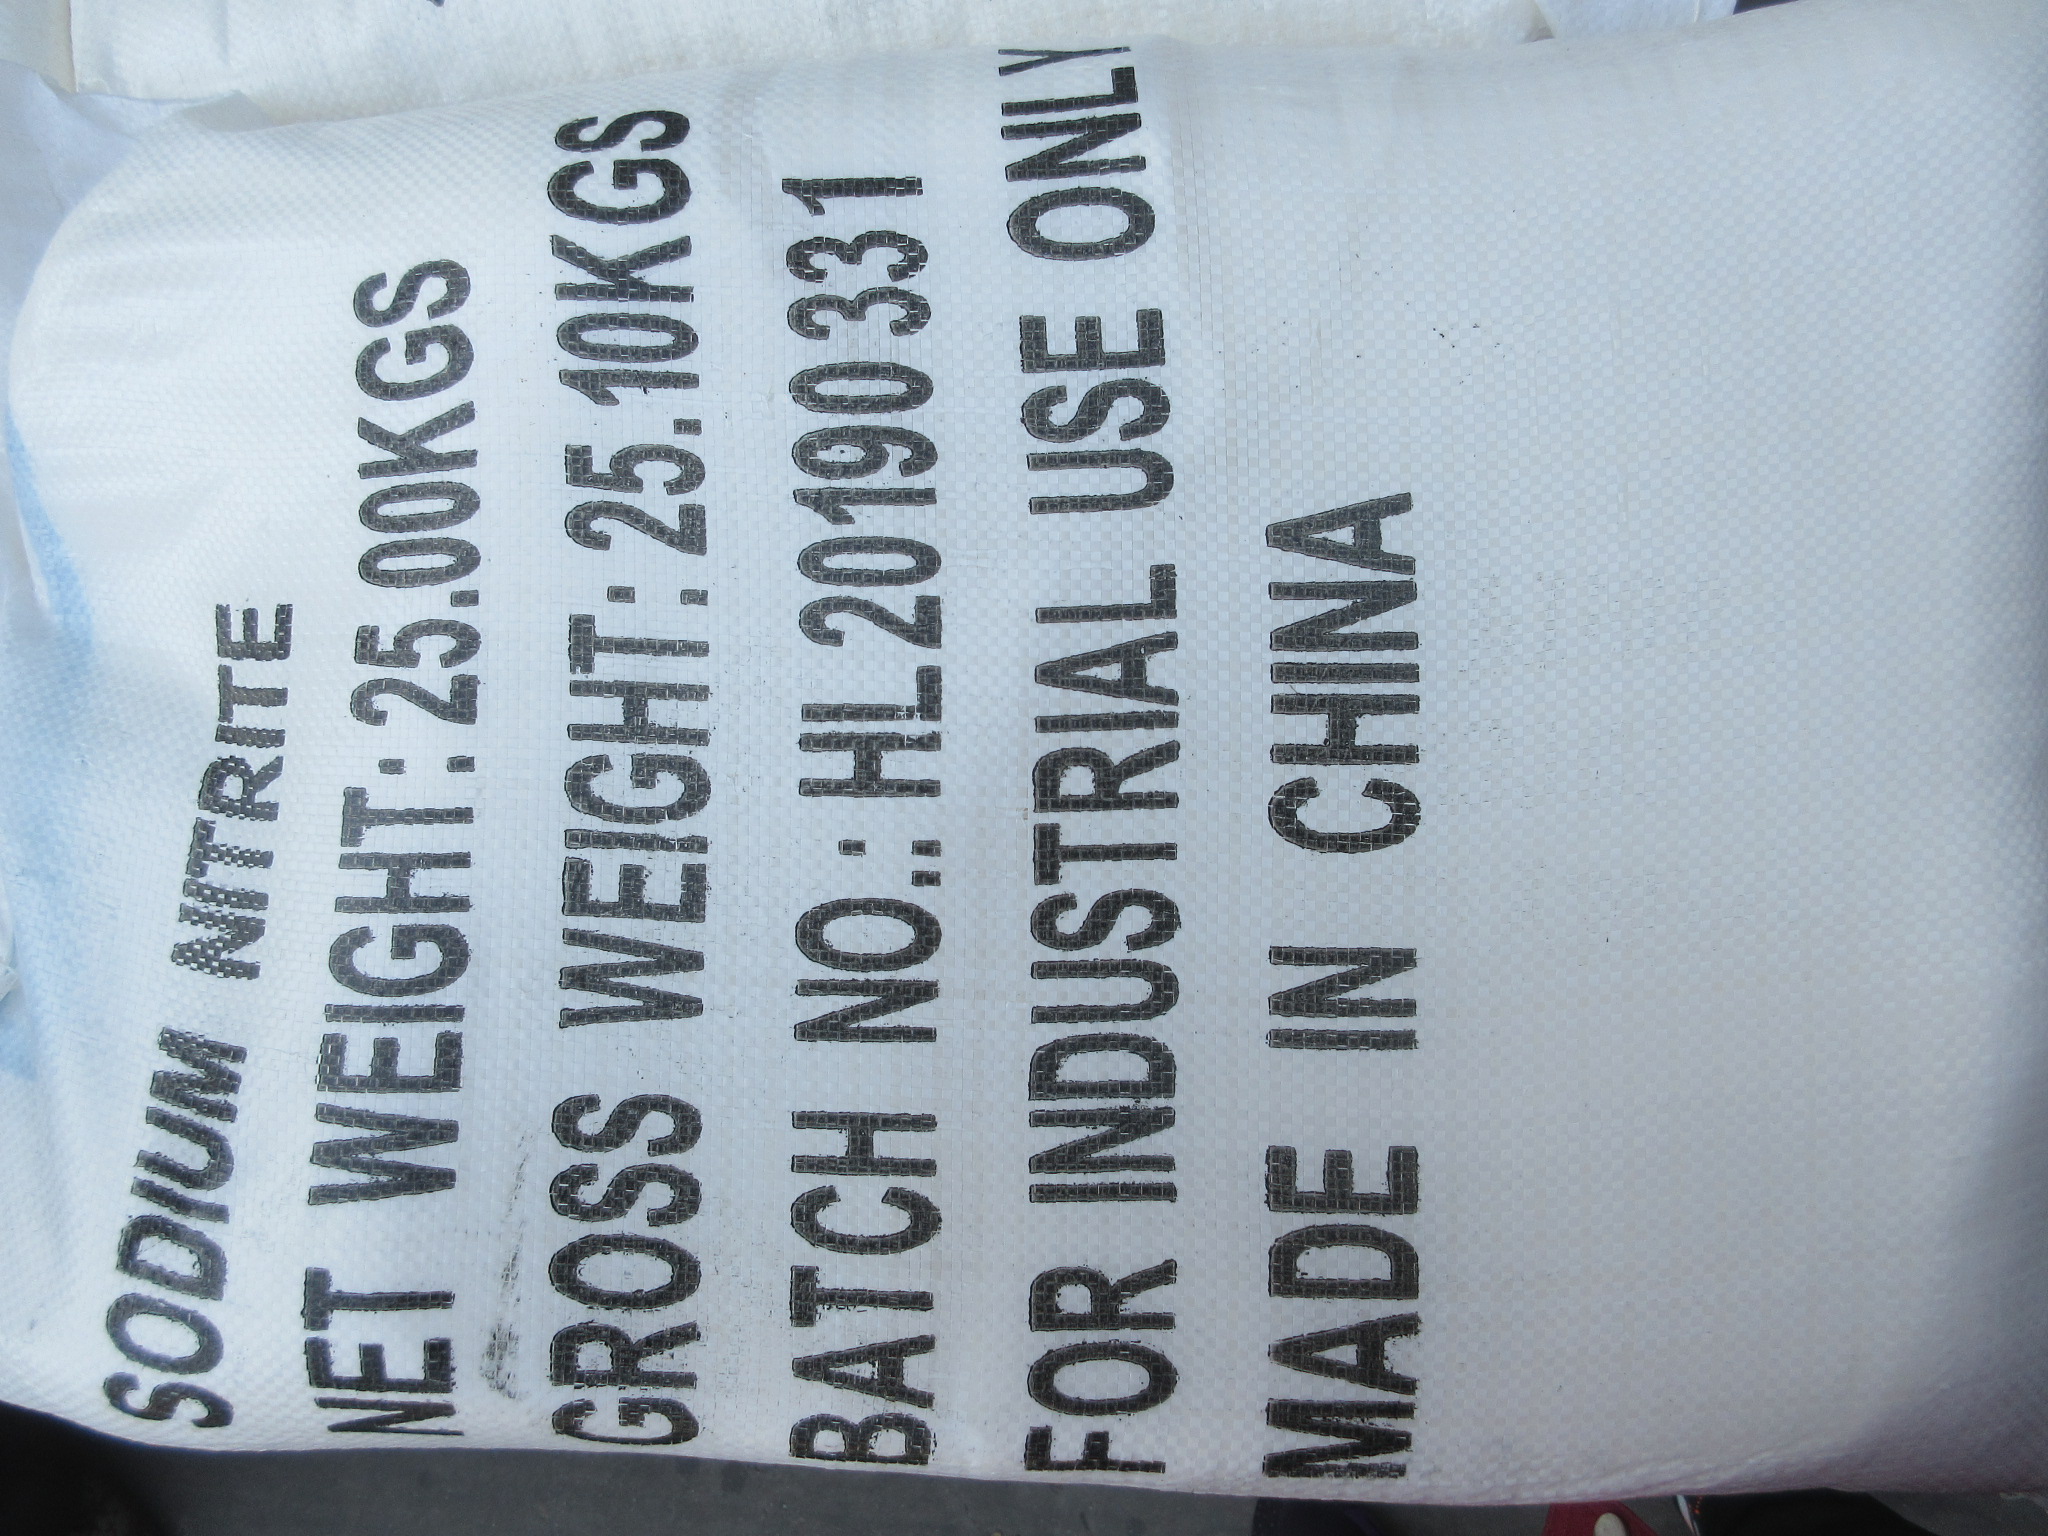 SODIUM NITRITE
NET WEIGHT: 25.00KGS
GROSS WEIGHT: 25.10KGS
BATCH NO.: HL20190331
FOR INDUSTRIAL USE ONLY
MADE IN CHINA